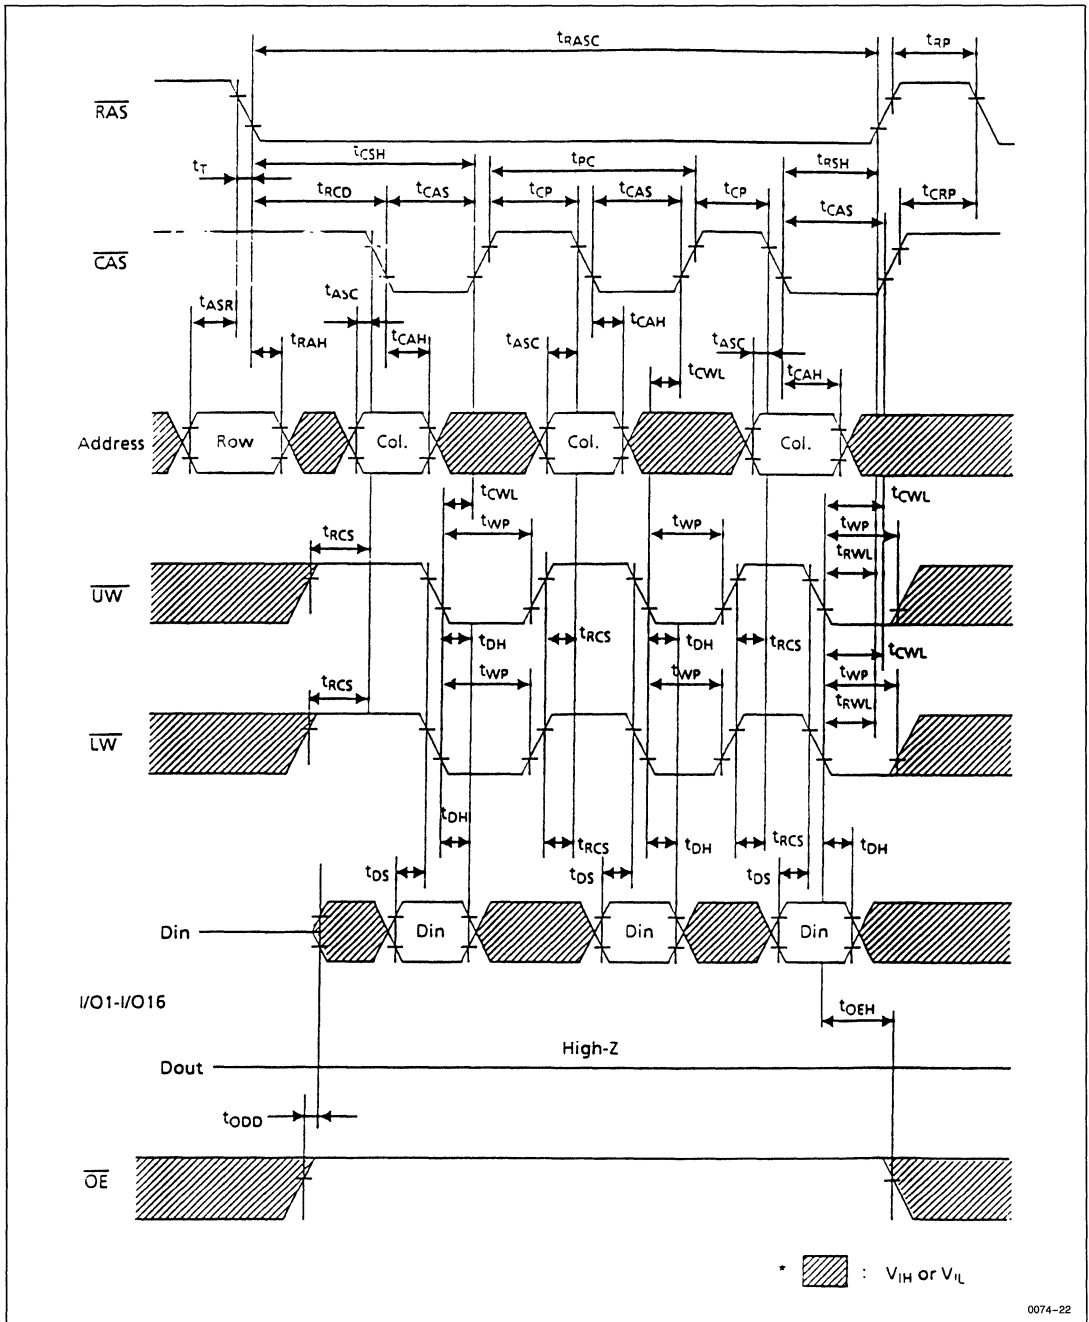 tRASC
tRP
RAS
tT
tCSH
tPC
tRSH
tRCD
tCAS
tCP
tCAS
tCP
tCAS
tCRP
CAS
tASR
tRAH
tASC
tCAH
tASC
tCAH
tCWL
tASC
tCAH
Address
Row
Col.
Col.
Col.
tCWL
tCWL
tRCS
tWP
tWP
tWP
tRWL
UW
tDH
tRCS
tDH
tRCS
tCWL
tRCS
tWP
tWP
tWP
tRWL
LW
tDH
tRCS
tDH
tRCS
tDH
tDS
tDS
tDS
Din
Din
Din
Din
I/O1-I/O16
tOEH
High-Z
Dout
tODD
OE
* : VIH or VIL
0074-22